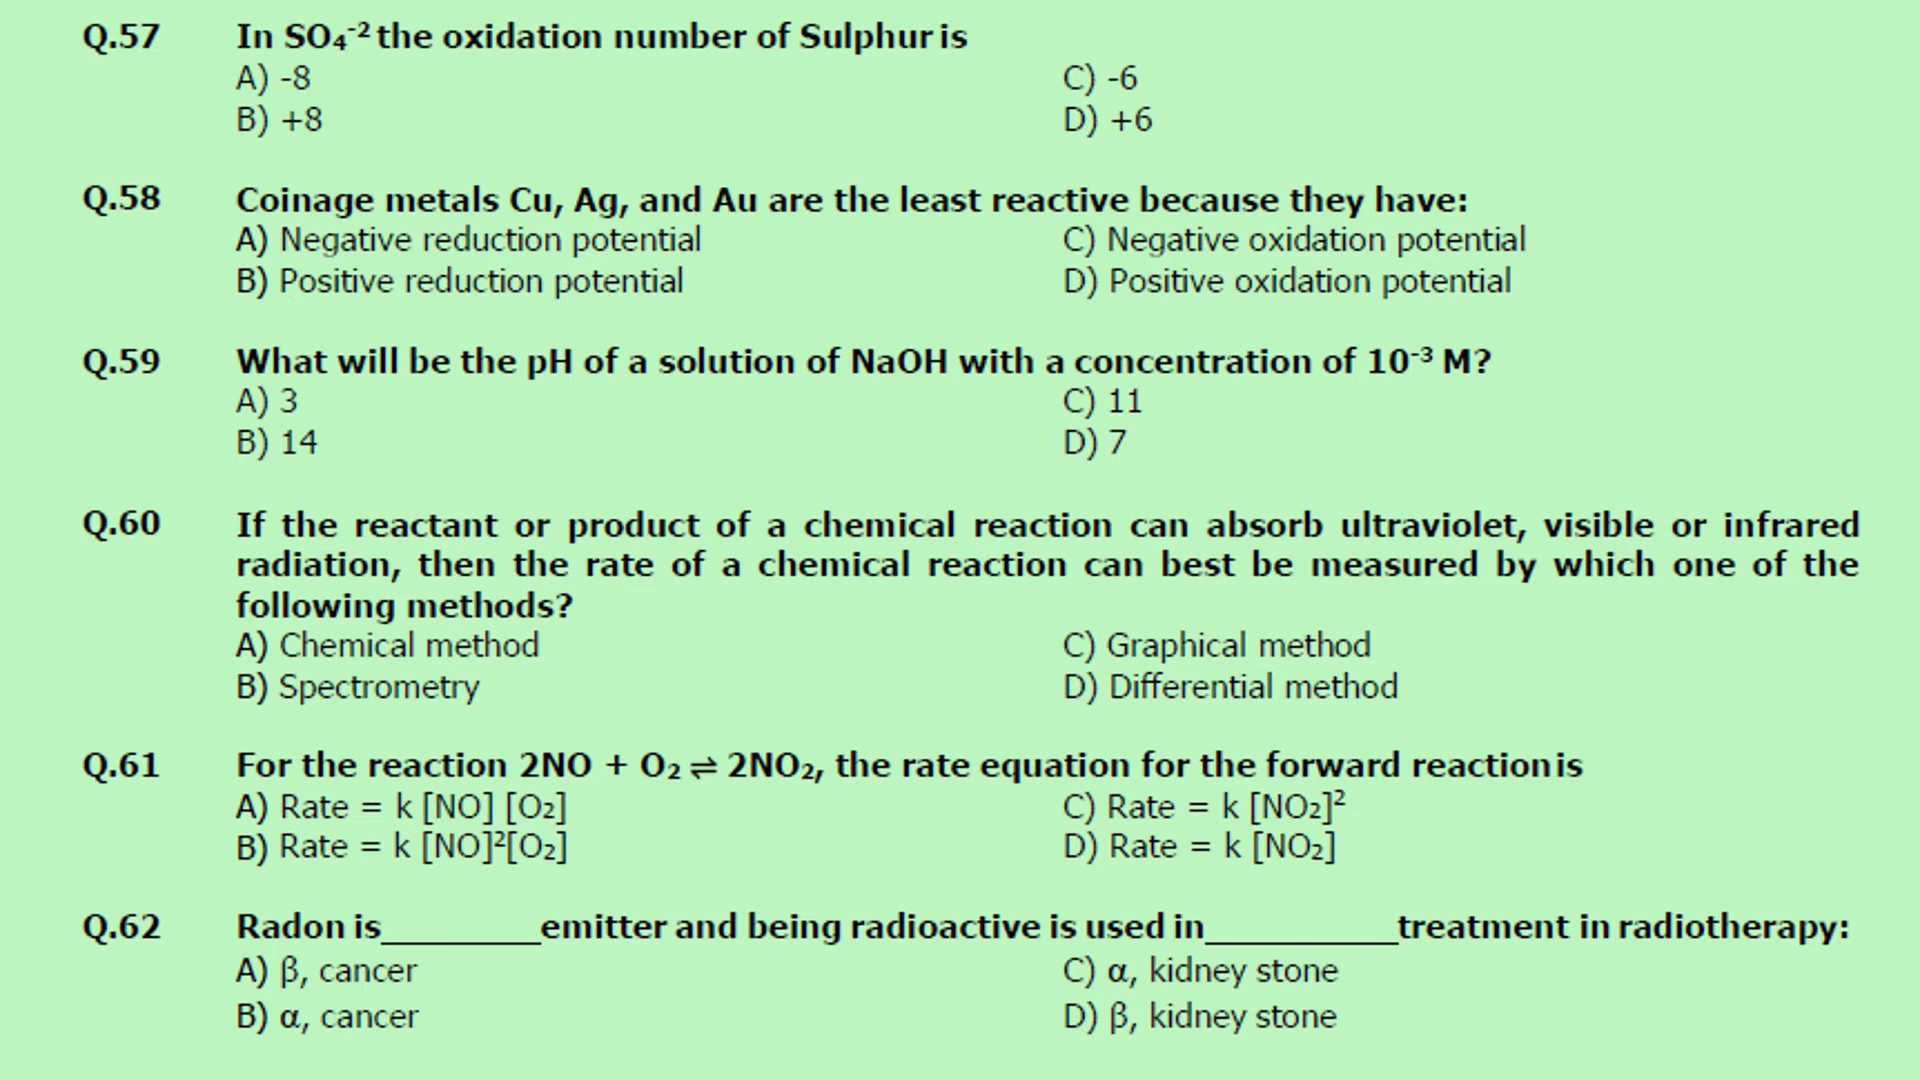 Q.57 In SO₄⁻² the oxidation number of Sulphur is
A) -8 C) -6
B) +8 D) +6
Q.58 Coinage metals Cu, Ag, and Au are the least reactive because they have:
A) Negative reduction potential C) Negative oxidation potential
B) Positive reduction potential D) Positive oxidation potential
Q.59 What will be the pH of a solution of NaOH with a concentration of 10⁻³ M?
A) 3 C) 11
B) 14 D) 7
Q.60 If the reactant or product of a chemical reaction can absorb ultraviolet, visible or infrared
radiation, then the rate of a chemical reaction can best be measured by which one of the
following methods?
A) Chemical method C) Graphical method
B) Spectrometry D) Differential method
Q.61 For the reaction 2NO + O₂ ⇌ 2NO₂, the rate equation for the forward reaction is
A) Rate = k [NO] [O₂] C) Rate = k [NO₂]²
B) Rate = k [NO]²[O₂] D) Rate = k [NO₂]
Q.62 Radon is________emitter and being radioactive is used in__________treatment in radiotherapy:
A) β, cancer C) α, kidney stone
B) α, cancer D) β, kidney stone